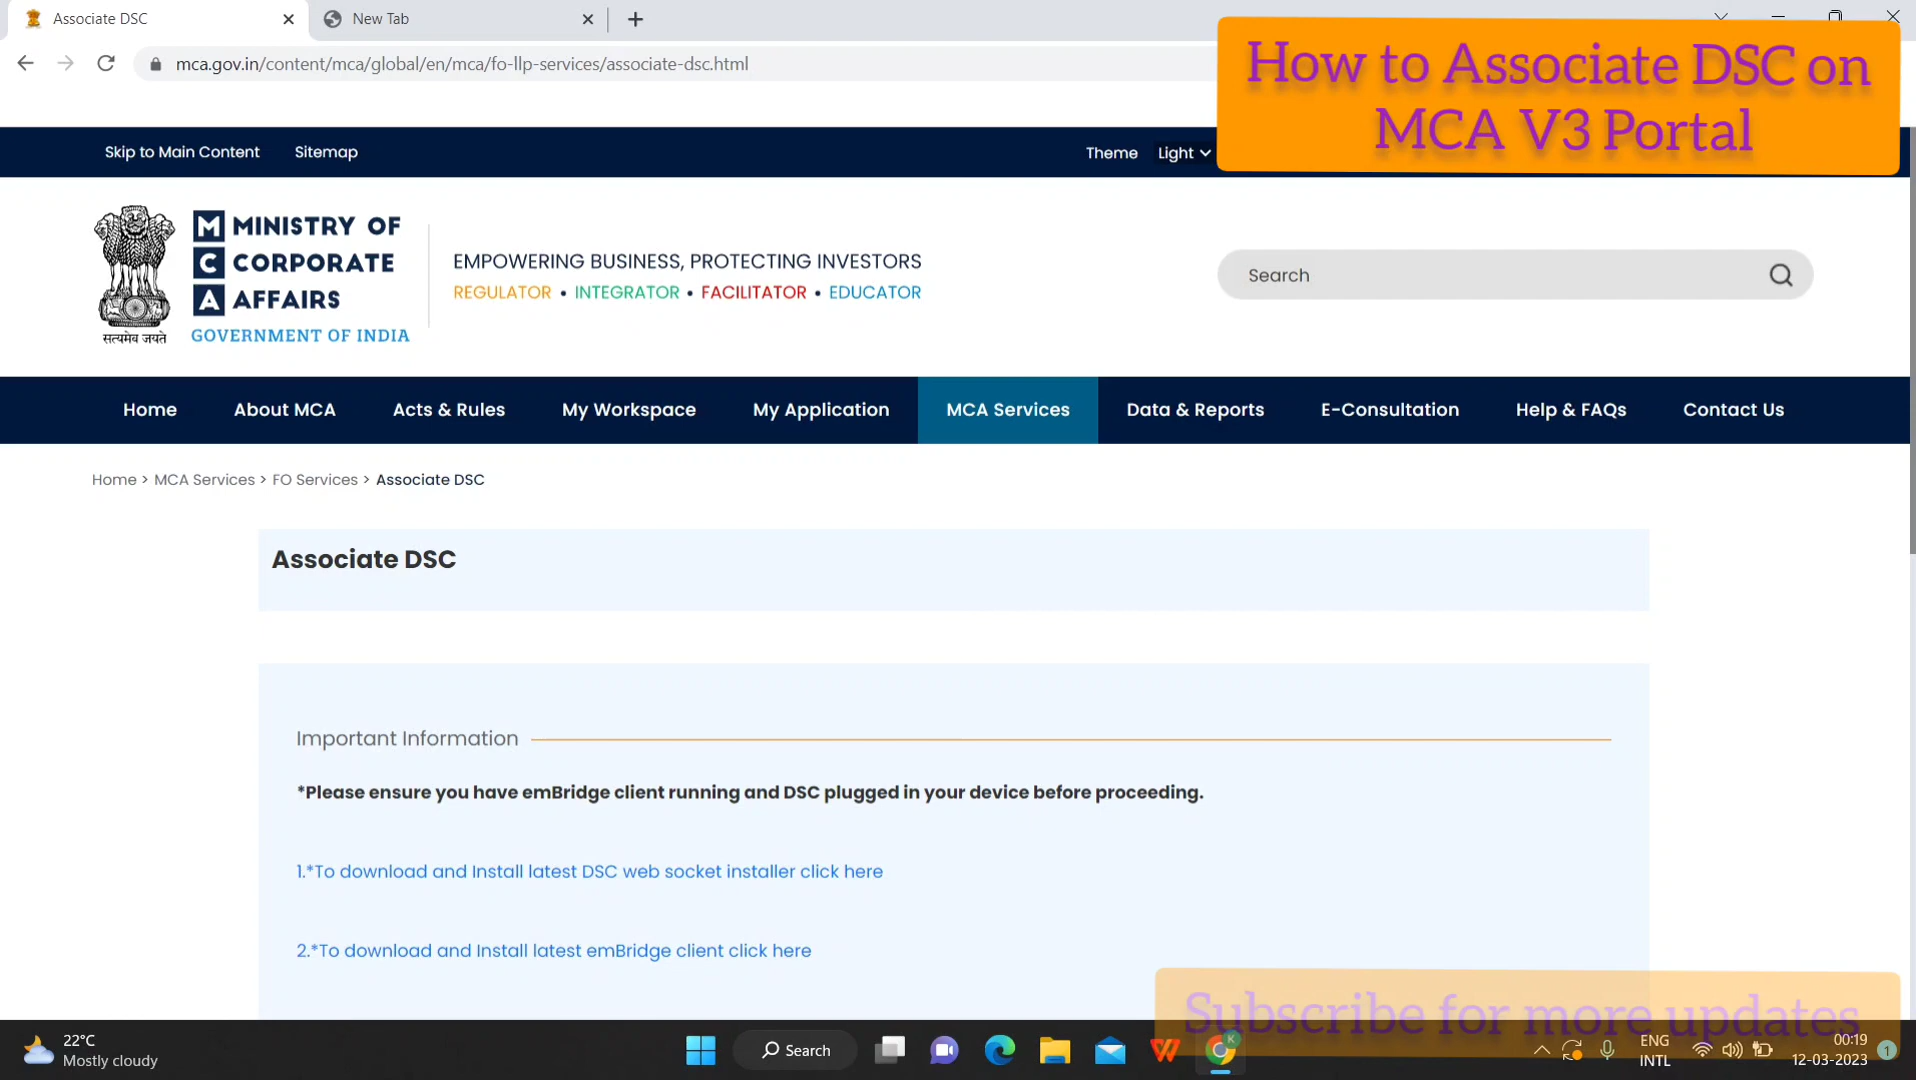 Associate DSC
New Tab
mca.gov.in/content/mca/global/en/mca/fo-llp-services/associate-dsc.html
How to Associate DSC on
MCA V3 Portal
Skip to Main Content
Sitemap
Theme
Light
सत्यमेव जयते
MINISTRY OF
CORPORATE
AFFAIRS
GOVERNMENT OF INDIA
EMPOWERING BUSINESS, PROTECTING INVESTORS
REGULATOR • INTEGRATOR • FACILITATOR • EDUCATOR
Search
Home
About MCA
Acts & Rules
My Workspace
My Application
MCA Services
Data & Reports
E-Consultation
Help & FAQs
Contact Us
Home > MCA Services > FO Services > Associate DSC
Associate DSC
Important Information
*Please ensure you have emBridge client running and DSC plugged in your device before proceeding.
1.*To download and Install latest DSC web socket installer click here
2.*To download and Install latest emBridge client click here
Subscribe for more updates
22°C
Mostly cloudy
Search
K
ENG
INTL
00:19
12-03-2023
1